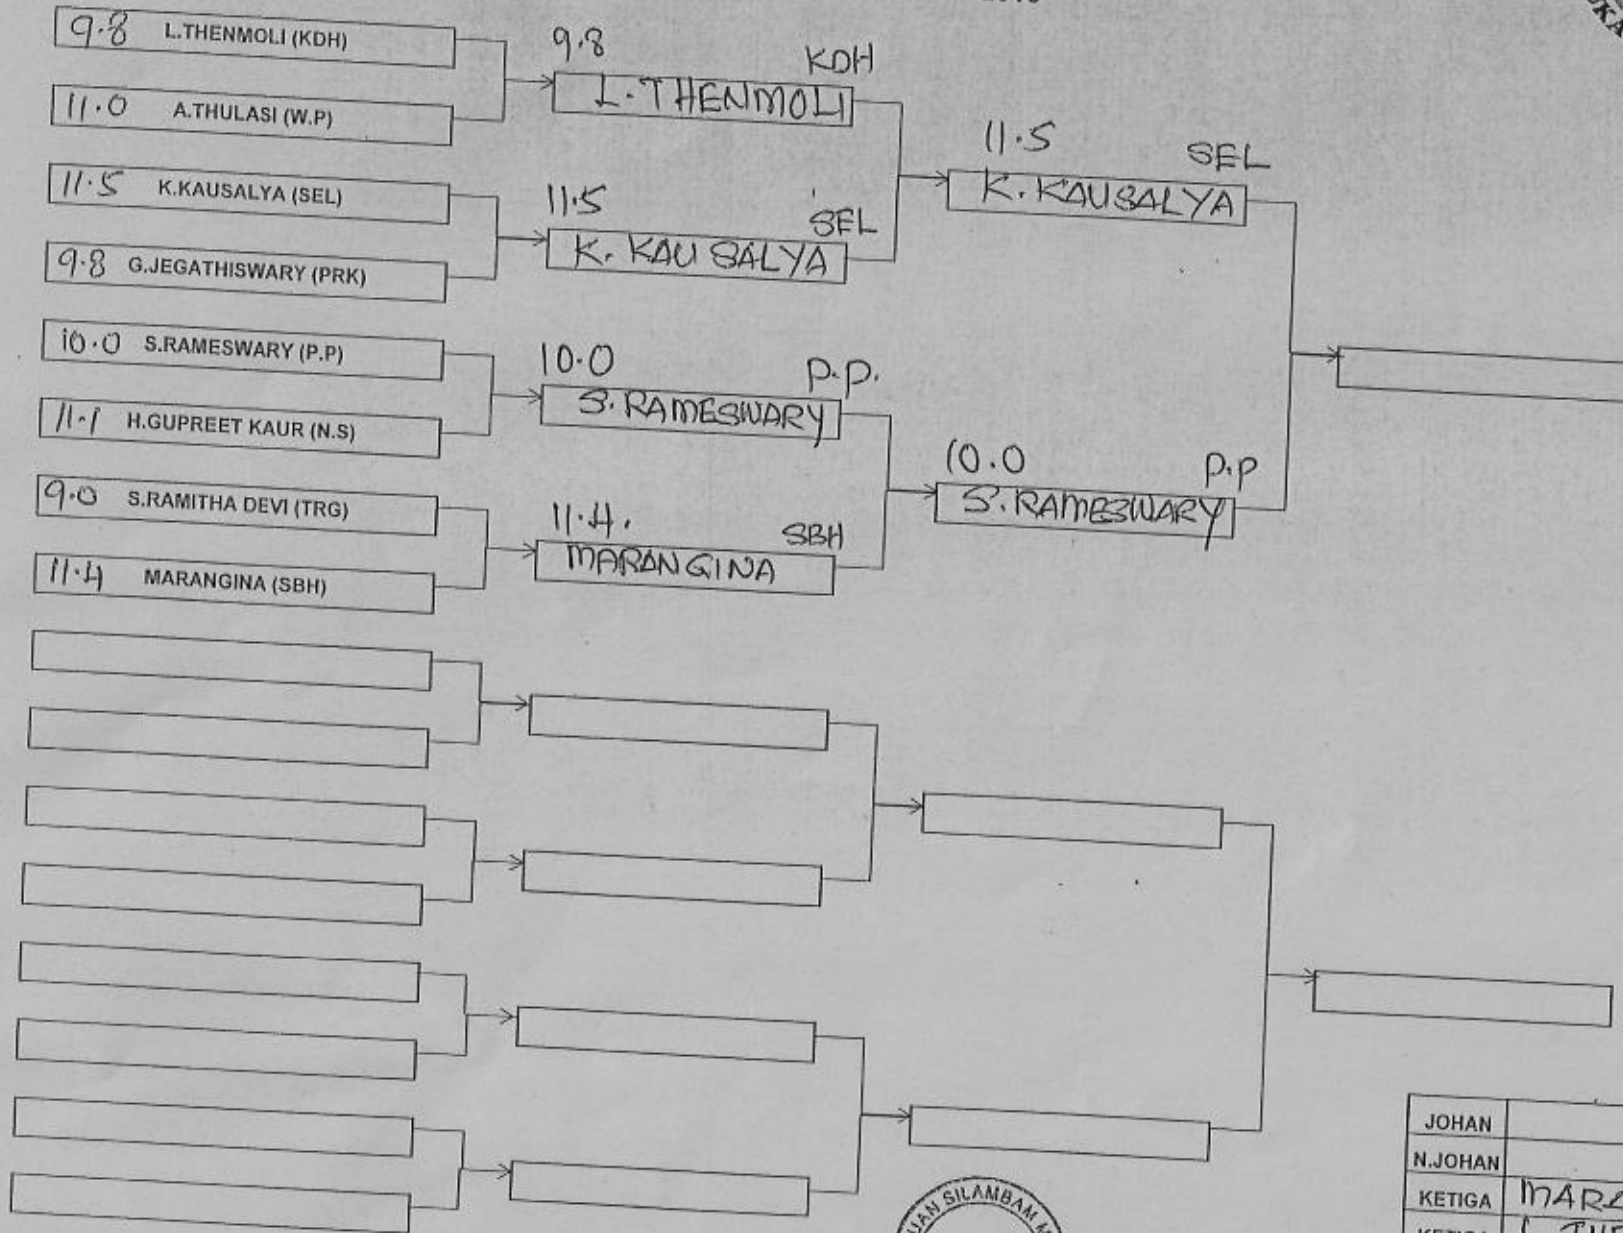 9.8 L.THENMOLI (KDH)
11.0 A.THULASI (W.P)
11.5 K.KAUSALYA (SEL)
9.8 G.JEGATHISWARY (PRK)
10.0 S.RAMESWARY (P.P)
11.1 H.GUPREET KAUR (N.S)
9.0 S.RAMITHA DEVI (TRG)
11.4 MARANGINA (SBH)
9.8 KDH
L. THENMOLI
11.5 SEL
K. KAUSALYA
10.0 P.P.
S. RAMESWARY
11.4. SBH
MARANGINA
11.5 SEL
K. KAUSALYA
10.0 P.P
S. RAMESWARY
JOHAN
N.JOHAN
KETIGA MARA
SILAMBAM